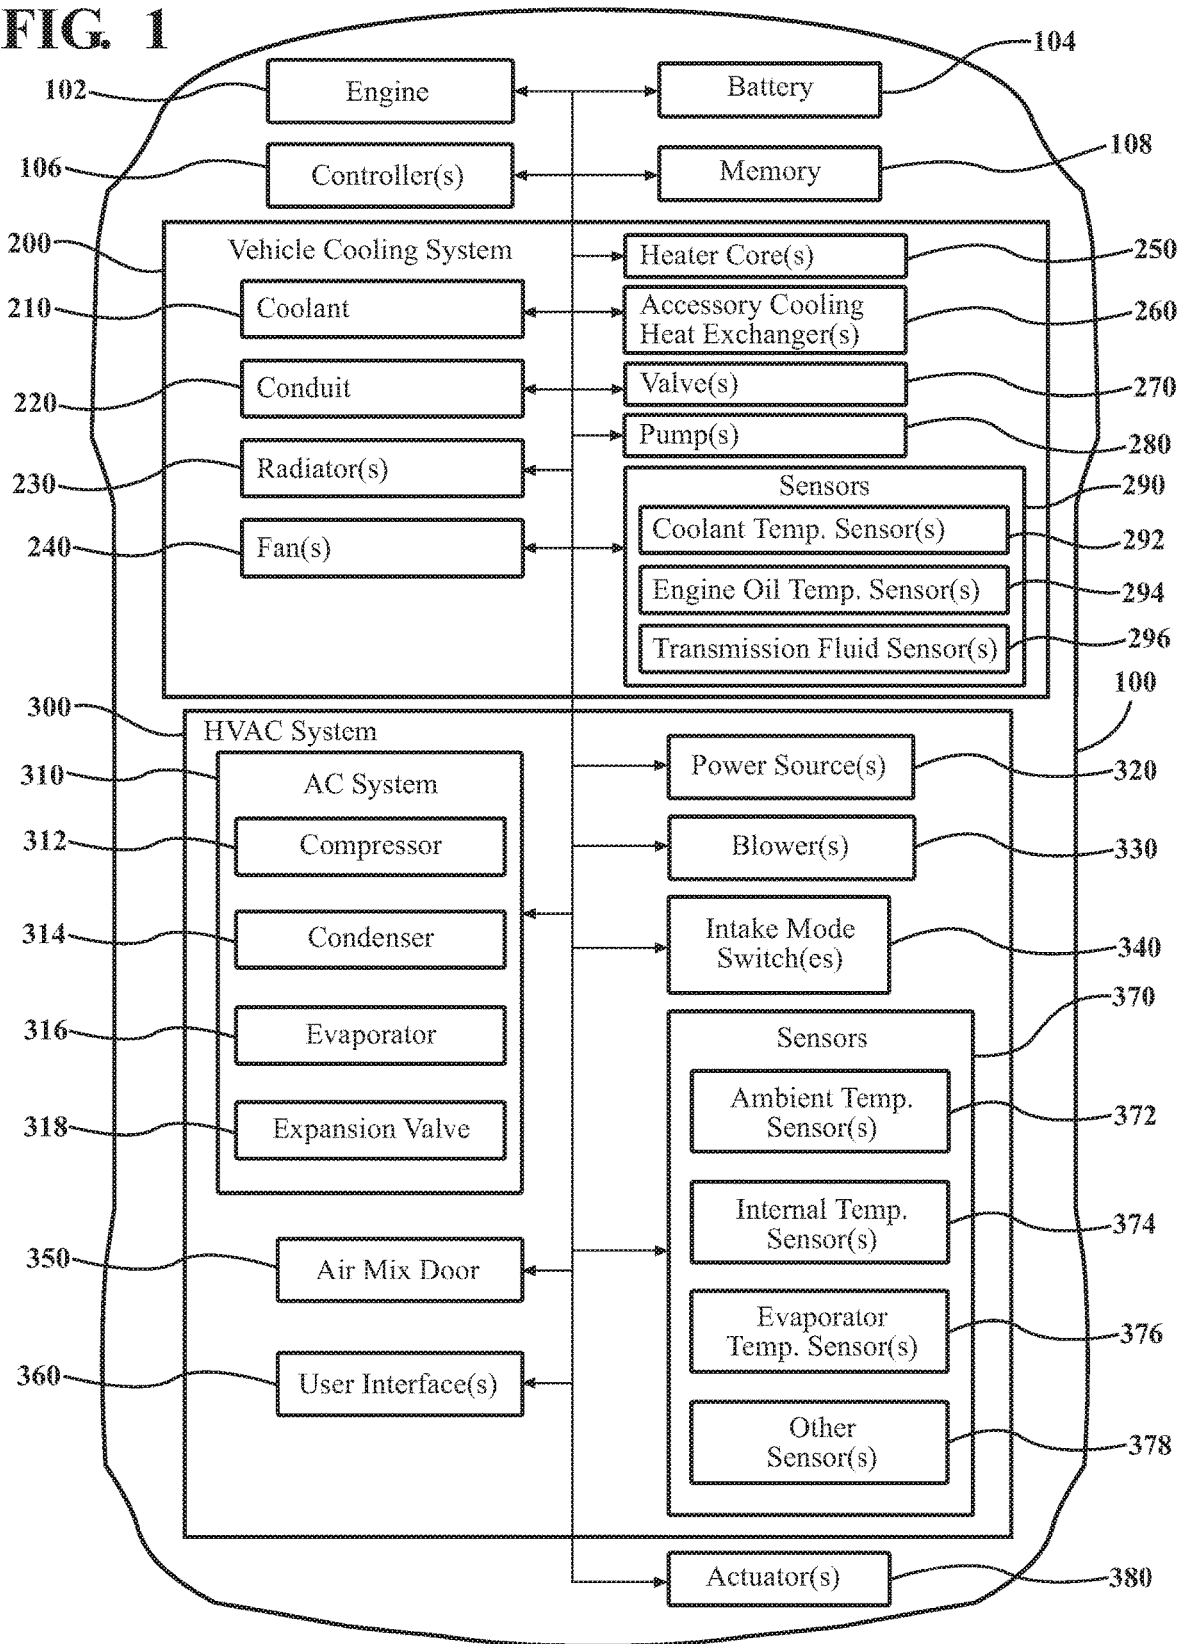 FIG. 1
102
Engine
Battery
104
106
Controller(s)
Memory
108
200
Vehicle Cooling System
Heater Core(s)
250
210
Coolant
Accessory Cooling
Heat Exchanger(s)
260
220
Conduit
Valve(s)
270
Pump(s)
280
230
Radiator(s)
Sensors
290
240
Fan(s)
Coolant Temp. Sensor(s)
292
Engine Oil Temp. Sensor(s)
294
Transmission Fluid Sensor(s)
296
100
300
HVAC System
310
AC System
Power Source(s)
320
312
Compressor
Blower(s)
330
314
Condenser
Intake Mode
Switch(es)
340
316
Evaporator
Sensors
370
318
Expansion Valve
Ambient Temp.
Sensor(s)
372
Internal Temp.
Sensor(s)
374
350
Air Mix Door
Evaporator
Temp. Sensor(s)
376
360
User Interface(s)
Other
Sensor(s)
378
Actuator(s)
380